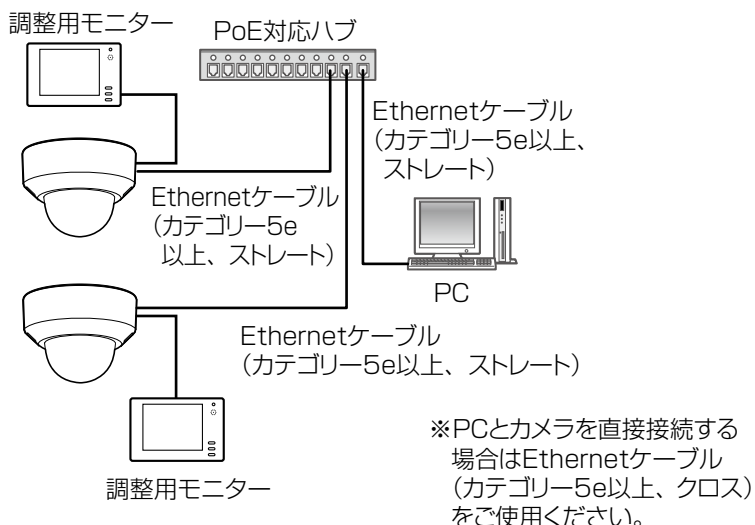 調整用モニター
PoE対応ハブ
Ethernetケーブル
(カテゴリー5e以上、
ストレート)
Ethernetケーブル
(カテゴリー5e
以上、ストレート)
PC
Ethernetケーブル
(カテゴリー5e以上、ストレート)
調整用モニター
※PCとカメラを直接接続する
場合はEthernetケーブル
(カテゴリー5e以上、クロス)
をご使用ください。